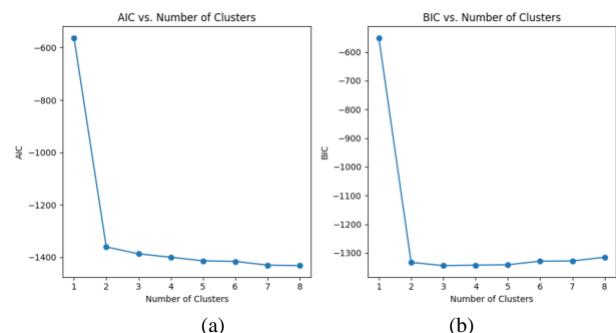 AIC vs. Number of Clusters
−600
−800
−1000
−1200
−1400
AIC
1 2 3 4 5 6 7 8
Number of Clusters
(a)
BIC vs. Number of Clusters
−600
−700
−800
−900
−1000
−1100
−1200
−1300
BIC
1 2 3 4 5 6 7 8
Number of Clusters
(b)